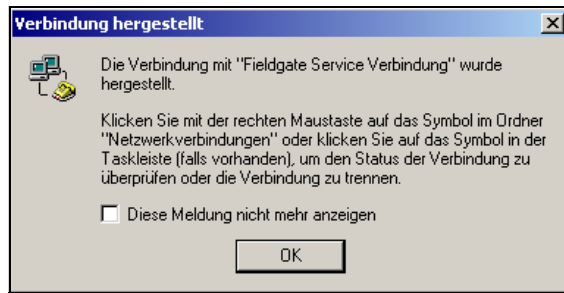 Verbindung hergestellt
Die Verbindung mit "Fieldgate Service Verbindung" wurde
hergestellt.
Klicken Sie mit der rechten Maustaste auf das Symbol im Ordner
"Netzwerkverbindungen" oder klicken Sie auf das Symbol in der
Taskleiste (falls vorhanden), um den Status der Verbindung zu
überprüfen oder die Verbindung zu trennen.
Diese Meldung nicht mehr anzeigen
OK